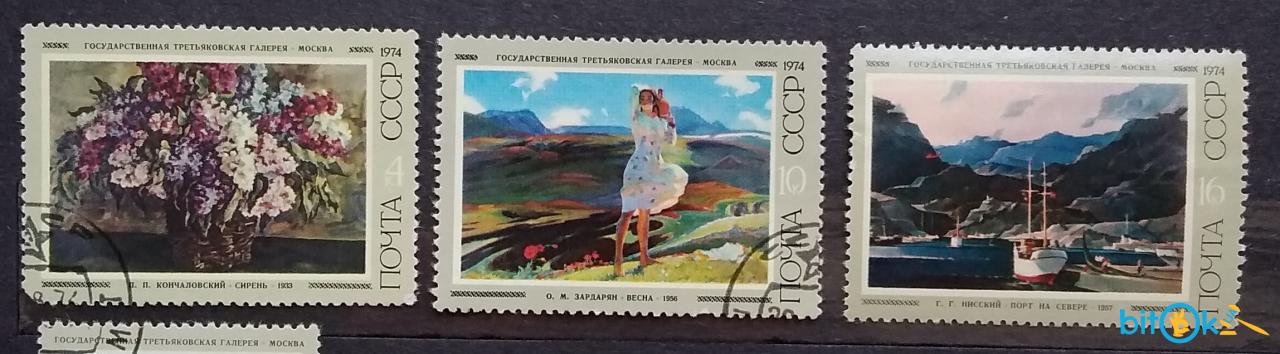 ГОСУДАРСТВЕННАЯ ТРЕТЬЯКОВСКАЯ ГАЛЕРЕЯ - МОСКВА
1974
ПОЧТА СССР
4
П. П. КОНЧАЛОВСКИЙ - СИРЕНЬ - 1933
ГОСУДАРСТВЕННАЯ ТРЕТЬЯКОВСКАЯ ГАЛЕРЕЯ - МОСКВА
1974
ПОЧТА СССР
10
О. М. ЗАРДАРЯН - ВЕСНА - 1956
ГОСУДАРСТВЕННАЯ ТРЕТЬЯКОВСКАЯ ГАЛЕРЕЯ - МОСКВА
1974
ПОЧТА СССР
16
Г. Г. НИССКИЙ - ПОРТ НА СЕВЕРЕ - 1957
ГОСУДАРСТВЕННАЯ ТРЕТЬЯКОВСКАЯ ГАЛЕРЕЯ - МОСКВА